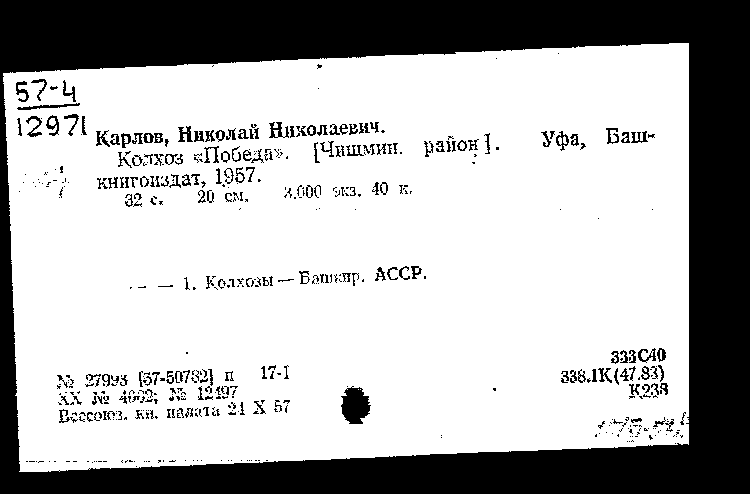 57-4
12971
Карлов, Николай Николаевич.
Колхоз «Победа». [Чишмин. район]. Уфа, Баш-
книгоиздат, 1957.
32 с. 20 см. 3.000 экз. 40 к.
— — 1. Колхозы — Башкир. АССР.
333С40
№ 27993 [57-50782] п 17-1
338.1К(47.83)
ХХ № 4002; № 12497
К238
Всесоюз. кн. палата 21 X 57